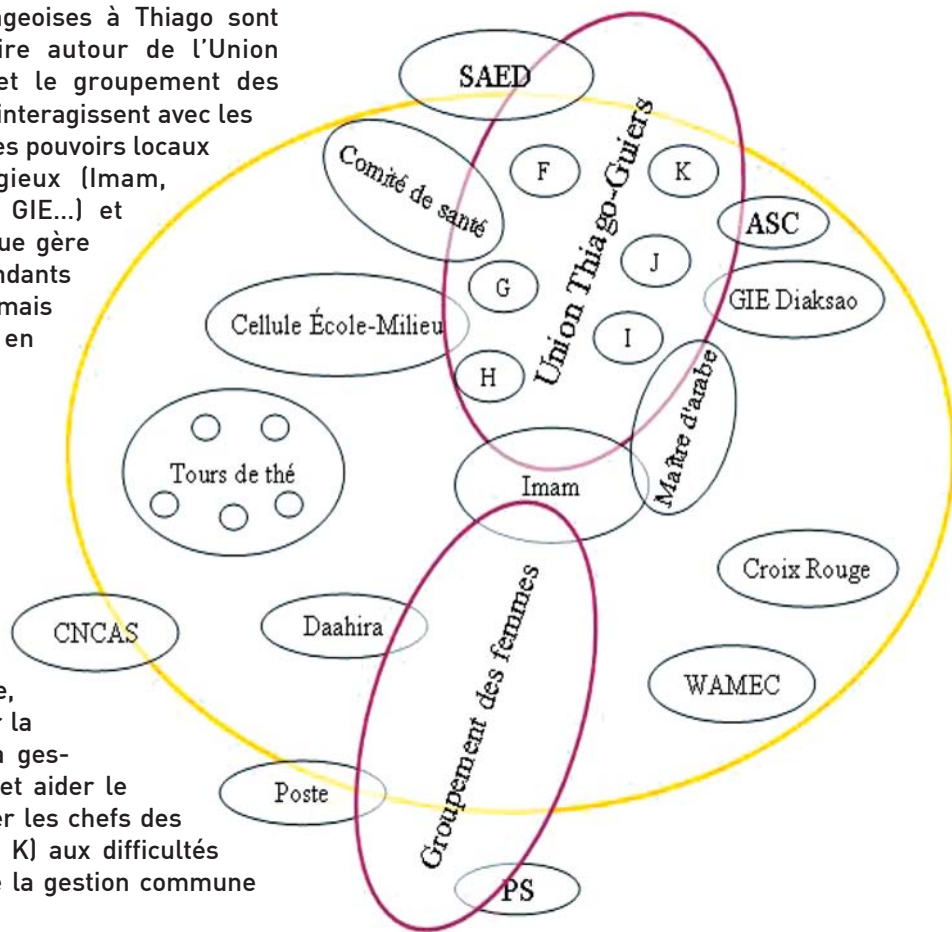 geoises à Thiago sont
ire autour de l’Union
et le groupement des
interagissent avec les
es pouvoirs locaux
gieux (Imam,
GIE...) et
ue gère
ndants
mais
en
SAED
Comité de santé
F
K
Union Thiago-Guiers
ASC
J
G
GIE Diaksao
Cellule École-Milieu
I
H
Maître d'arabe
Tours de thé
Imam
Croix Rouge
CNCAS
Daahira
Groupement des femmes
WAMEC
e,
r la
ges-
Poste
et aider le
er les chefs des
K) aux difficultés
la gestion commune
PS